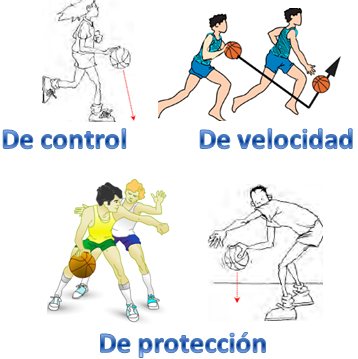 De control
De velocidad
De protección